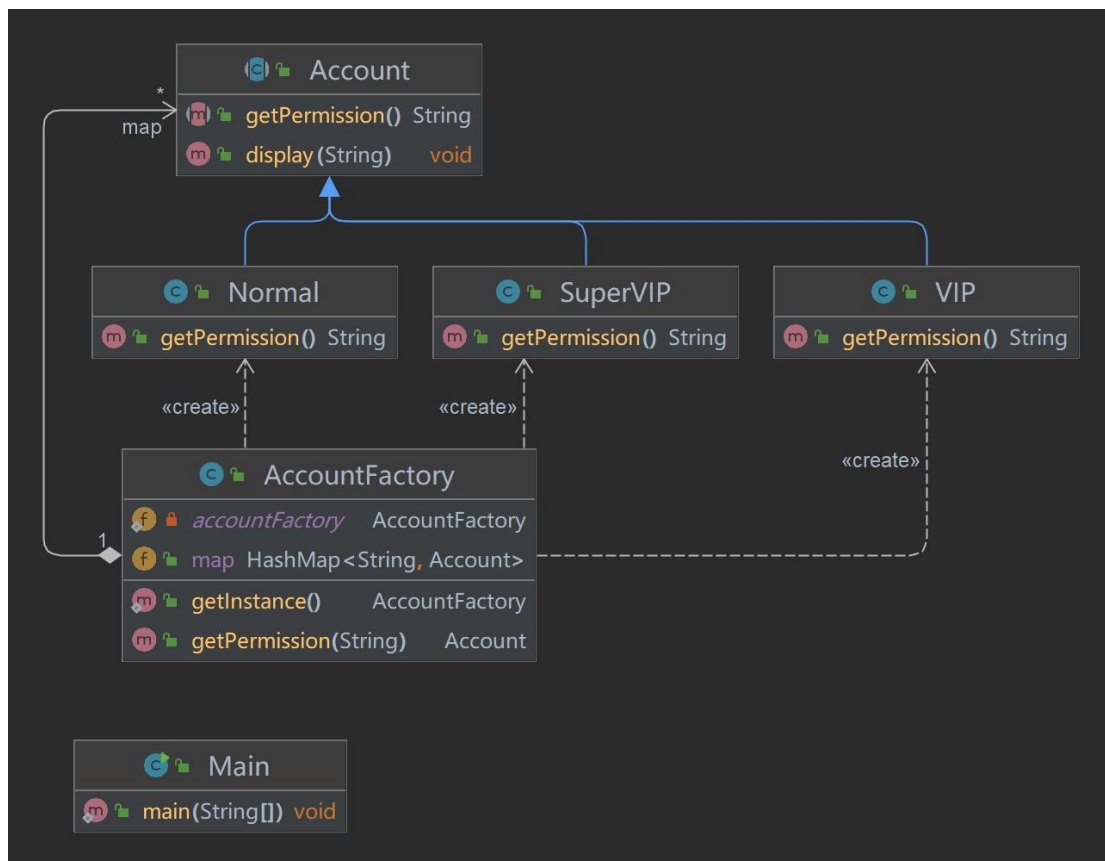 Account
*
map
getPermission() String
display(String) void
Normal
getPermission() String
SuperVIP
getPermission() String
VIP
getPermission() String
«create»
«create»
«create»
AccountFactory
accountFactory AccountFactory
1
map HashMap<String, Account>
getInstance() AccountFactory
getPermission(String) Account
Main
main(String[]) void